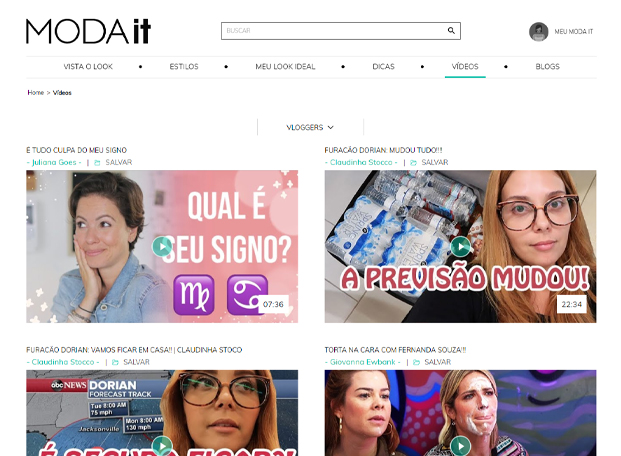 MODAit
BUSCAR
MEU MODA IT
VISTA O LOOK • ESTILOS • MEU LOOK IDEAL • DICAS • VÍDEOS • BLOGS
Home > Vídeos
VLOGGERS
É TUDO CULPA DO MEU SIGNO
- Juliana Goes - | SALVAR
QUAL É
SEU SIGNO?
♍ ♋
07:36
FURACÃO DORIAN: MUDOU TUDO!!!!
- Claudinha Stocco - | SALVAR
A PREVISÃO MUDOU!
22:34
FURACÃO DORIAN: VAMOS FICAR EM CASA!! | CLAUDINHA STOCO
- Claudinha Stocco - | SALVAR
abc NEWS DORIAN
FORECAST TRACK
Tue 8:00 AM
75 mph
Mon 8:00 AM
130 mph
Jacksonville
TORTA NA CARA COM FERNANDA SOUZA!!!
- Giovanna Ewbank - | SALVAR